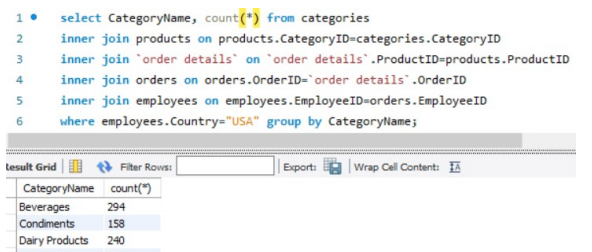 1 select CategoryName, count(*) from categories
2 inner join products on products.CategoryID=categories.CategoryID
3 inner join `order details` on `order details`.ProductID=products.ProductID
4 inner join orders on orders.OrderID=`order details`.OrderID
5 inner join employees on employees.EmployeeID=orders.EmployeeID
6 where employees.Country="USA" group by CategoryName;
Result Grid Filter Rows: Export: Wrap Cell Content: IA
CategoryName count(*)
Beverages 294
Condiments 158
Dairy Products 240